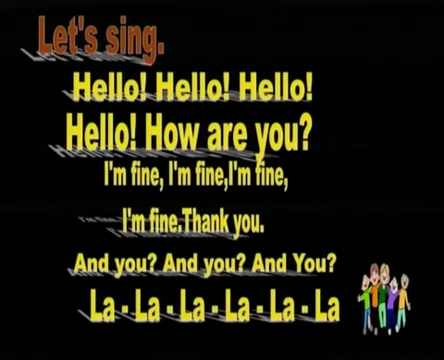 Let's sing.
Hello! Hello! Hello!
Hello! How are you?
I'm fine, I'm fine,I'm fine,
I'm fine.Thank you.
And you? And you? And You?
La - La - La - La - La - La